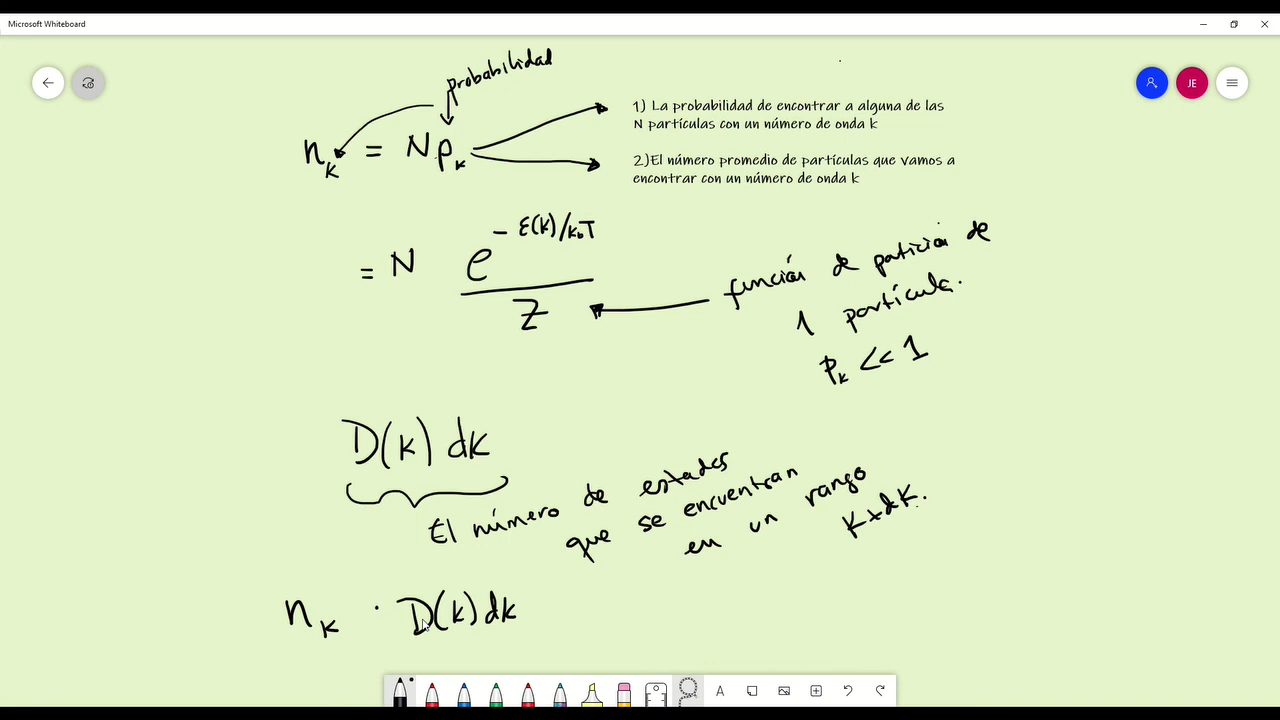 Microsoft Whiteboard
JE
probabilidad
n_k = N p_k
1) La probabilidad de encontrar a alguna de las
N partículas con un número de onda k
2)El número promedio de partículas que vamos a
encontrar con un número de onda k
= N e^{-ε(k)/k_bT} / Z
función de patición de
1 partícula.
p_k << 1
D(k) dk
El número de estados
que se encuentran
en un rango
k+dk.
n_k · D(k) dk
A